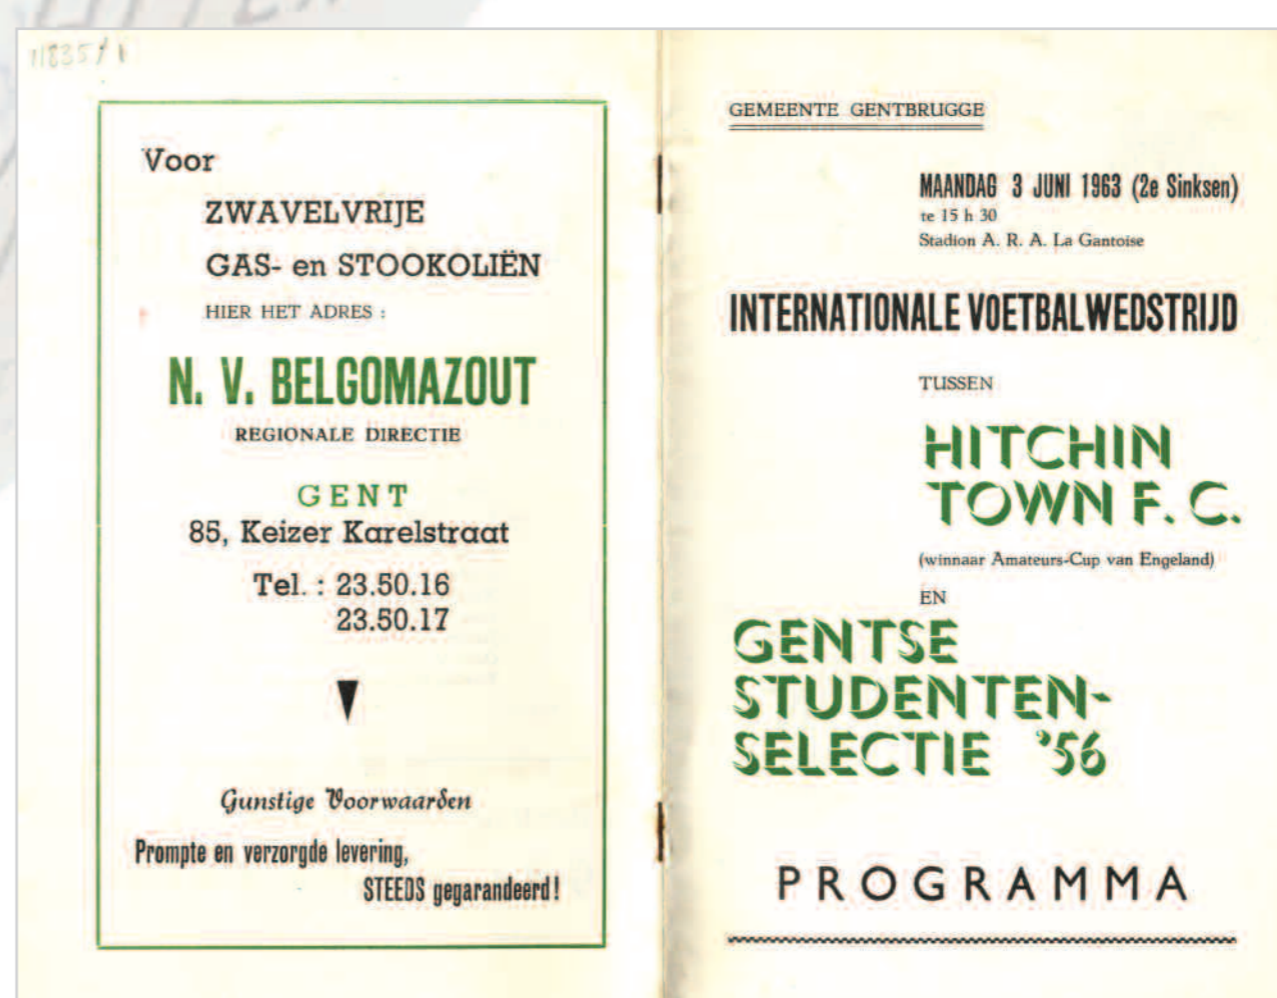 11835/1
Voor
ZWAVELVRIJE
GAS- en STOOKOLIËN
HIER HET ADRES :
N. V. BELGOMAZOUT
REGIONALE DIRECTIE
GENT
85, Keizer Karelstraat
Tel. : 23.50.16
23.50.17
Gunstige Voorwaarden
Prompte en verzorgde levering,
STEEDS gegarandeerd!
GEMEENTE GENTBRUGGE
MAANDAG 3 JUNI 1963 (2e Sinksen)
te 15 h 30
Stadion A. R. A. La Gantoise
INTERNATIONALE VOETBALWEDSTRIJD
TUSSEN
HITCHIN
TOWN F. C.
(winnaar Amateurs-Cup van Engeland)
EN
GENTSE
STUDENTEN-
SELECTIE '56
PROGRAMMA